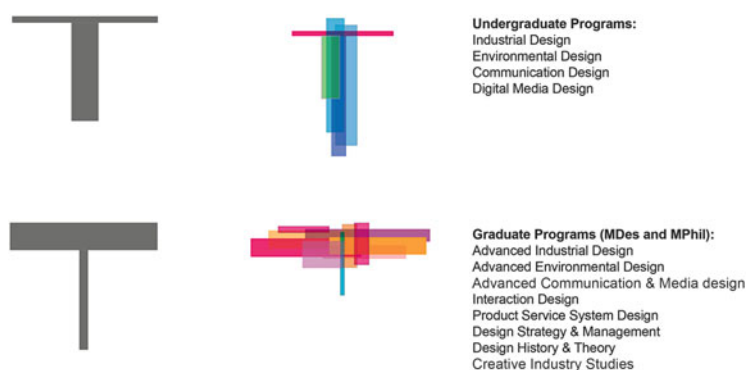 Undergraduate Programs:
Industrial Design
Environmental Design
Communication Design
Digital Media Design
Graduate Programs (MDes and MPhil):
Advanced Industrial Design
Advanced Environmental Design
Advanced Communication & Media design
Interaction Design
Product Service System Design
Design Strategy & Management
Design History & Theory
Creative Industry Studies